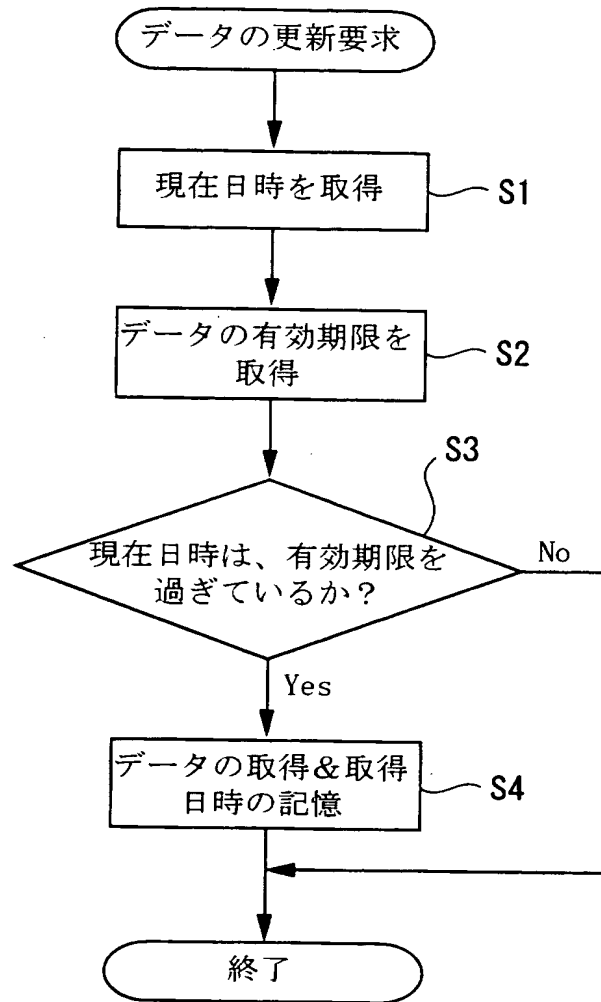 データの更新要求
現在日時を取得
S1
データの有効期限を
取得
S2
S3
現在日時は、有効期限を
過ぎているか？
No
Yes
データの取得＆取得
日時の記憶
S4
終了